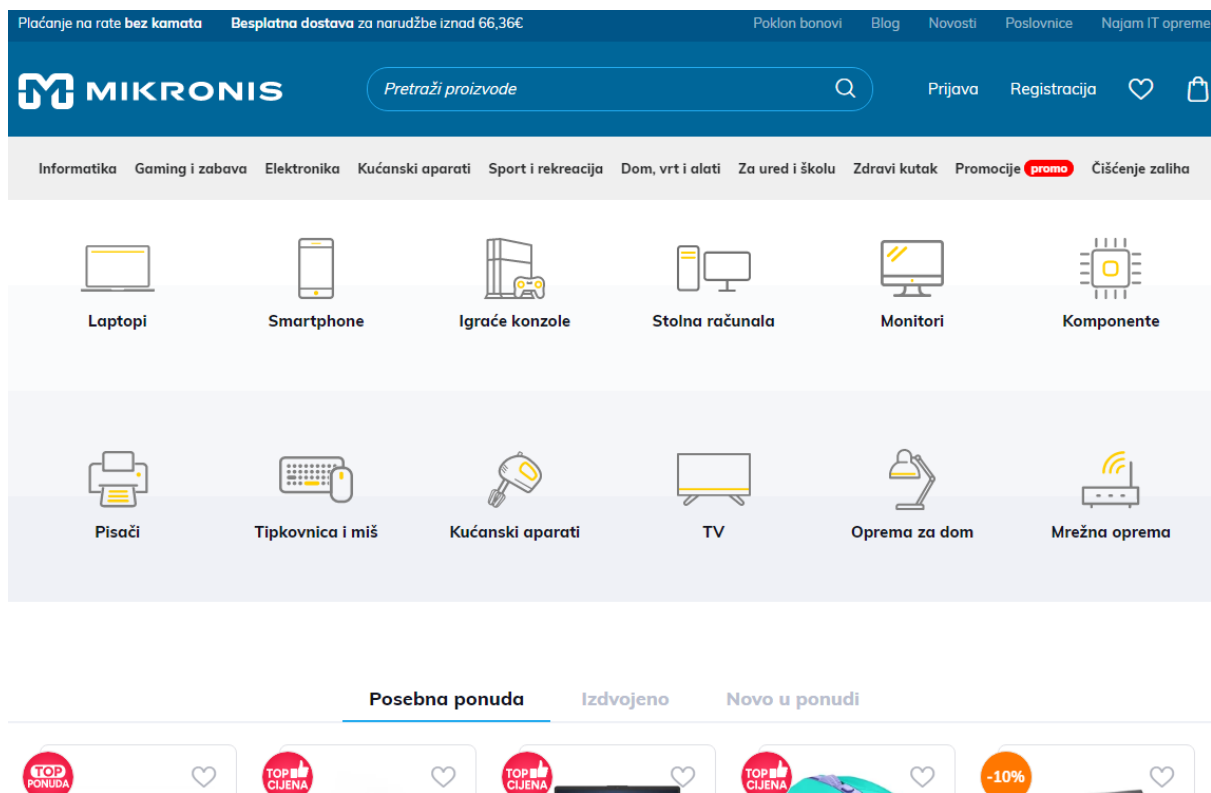 Plaćanje na rate bez kamata Besplatna dostava za narudžbe iznad 66,36€ Poklon bonovi Blog Novosti Poslovnice Najam IT opreme
MIKRONIS Pretraži proizvode Prijava Registracija
Informatika Gaming i zabava Elektronika Kućanski aparati Sport i rekreacija Dom, vrt i alati Za ured i školu Zdravi kutak Promocije promo Čišćenje zaliha
Laptopi Smartphone Igraće konzole Stolna računala Monitori Komponente
Pisači Tipkovnica i miš Kućanski aparati TV Oprema za dom Mrežna oprema
Posebna ponuda Izdvojeno Novo u ponudi
TOP TOP TOP TOP -10%
PONUDA CIJENA CIJENA CIJENA